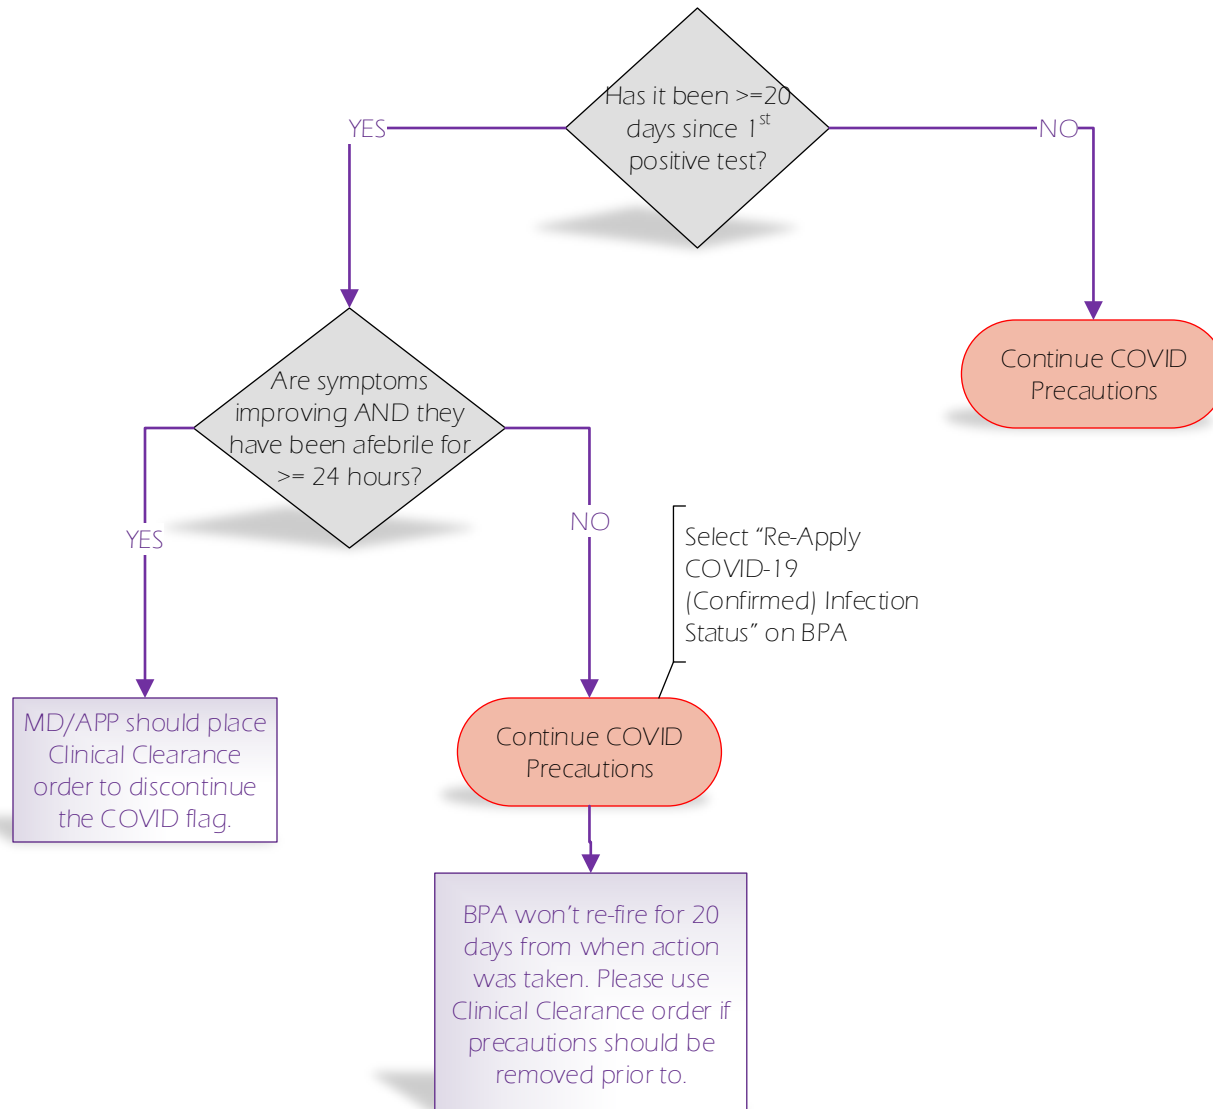 Has it been >=20
days since 1st
positive test?
YES
NO
Continue COVID
Precautions
Are symptoms
improving AND they
have been afebrile for
>= 24 hours?
YES
NO
Select “Re-Apply
COVID-19
(Confirmed) Infection
Status” on BPA
MD/APP should place
Clinical Clearance
order to discontinue
the COVID flag.
Continue COVID
Precautions
BPA won’t re-fire for 20
days from when action
was taken. Please use
Clinical Clearance order if
precautions should be
removed prior to.